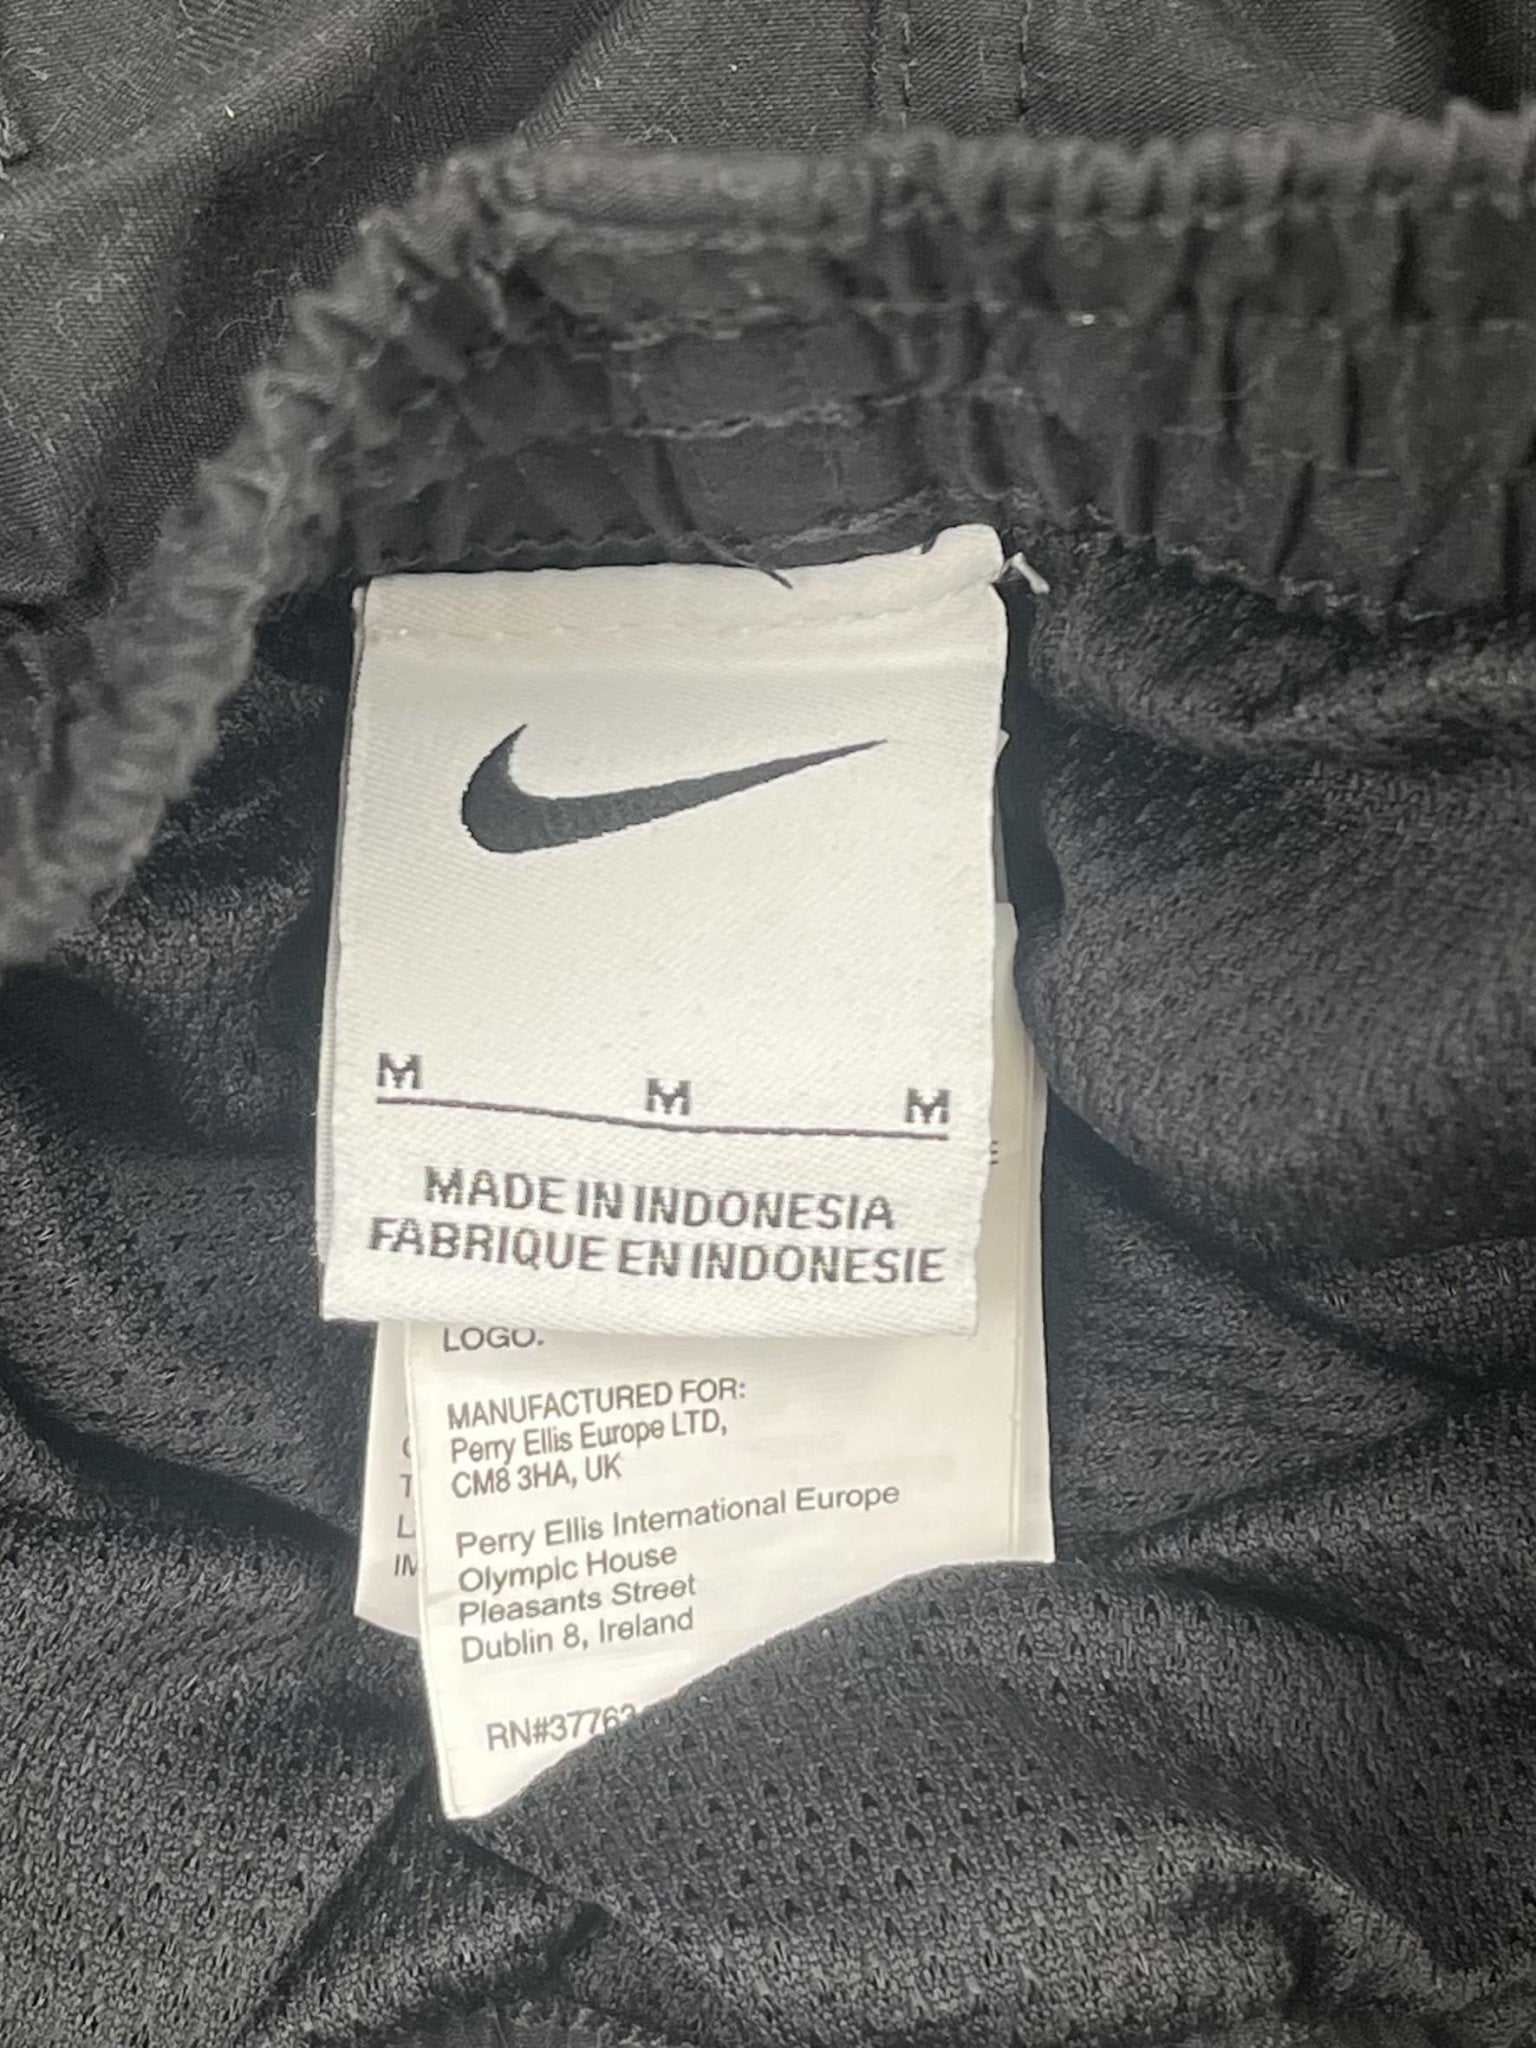 M M M
MADE IN INDONESIA
FABRIQUE EN INDONESIE
LOGO.
MANUFACTURED FOR:
Perry Ellis Europe LTD,
CM8 3HA, UK
Perry Ellis International Europe
Olympic House
Pleasants Street
Dublin 8, Ireland